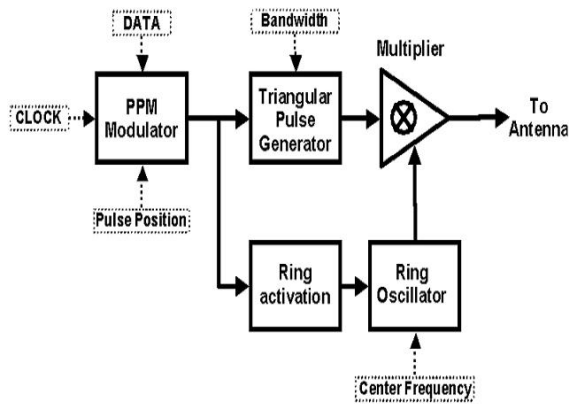 DATA
Bandwidth
Multiplier
CLOCK
PPM
Modulator
Triangular
Pulse
Generator
To
Antenna
Pulse Position
Ring
activation
Ring
Oscillator
Center Frequency